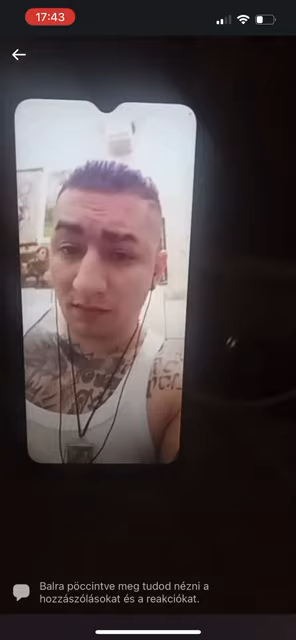 17:43
Balra pöccintve meg tudod nézni a
hozzászólásokat és a reakciókat.